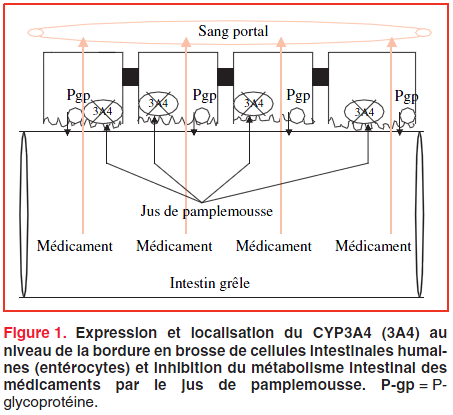 Sang portal
Pgp Pgp Pgp Pgp
3A4 3A4 3A4 3A4
Jus de pamplemousse
Médicament Médicament Médicament Médicament
Intestin grêle
Figure 1. Expression et localisation du CYP3A4 (3A4) au
niveau de la bordure en brosse de cellules intestinales humai-
nes (entérocytes) et inhibition du métabolisme intestinal des
médicaments par le jus de pamplemousse. P-gp = P-
glycoprotéine.